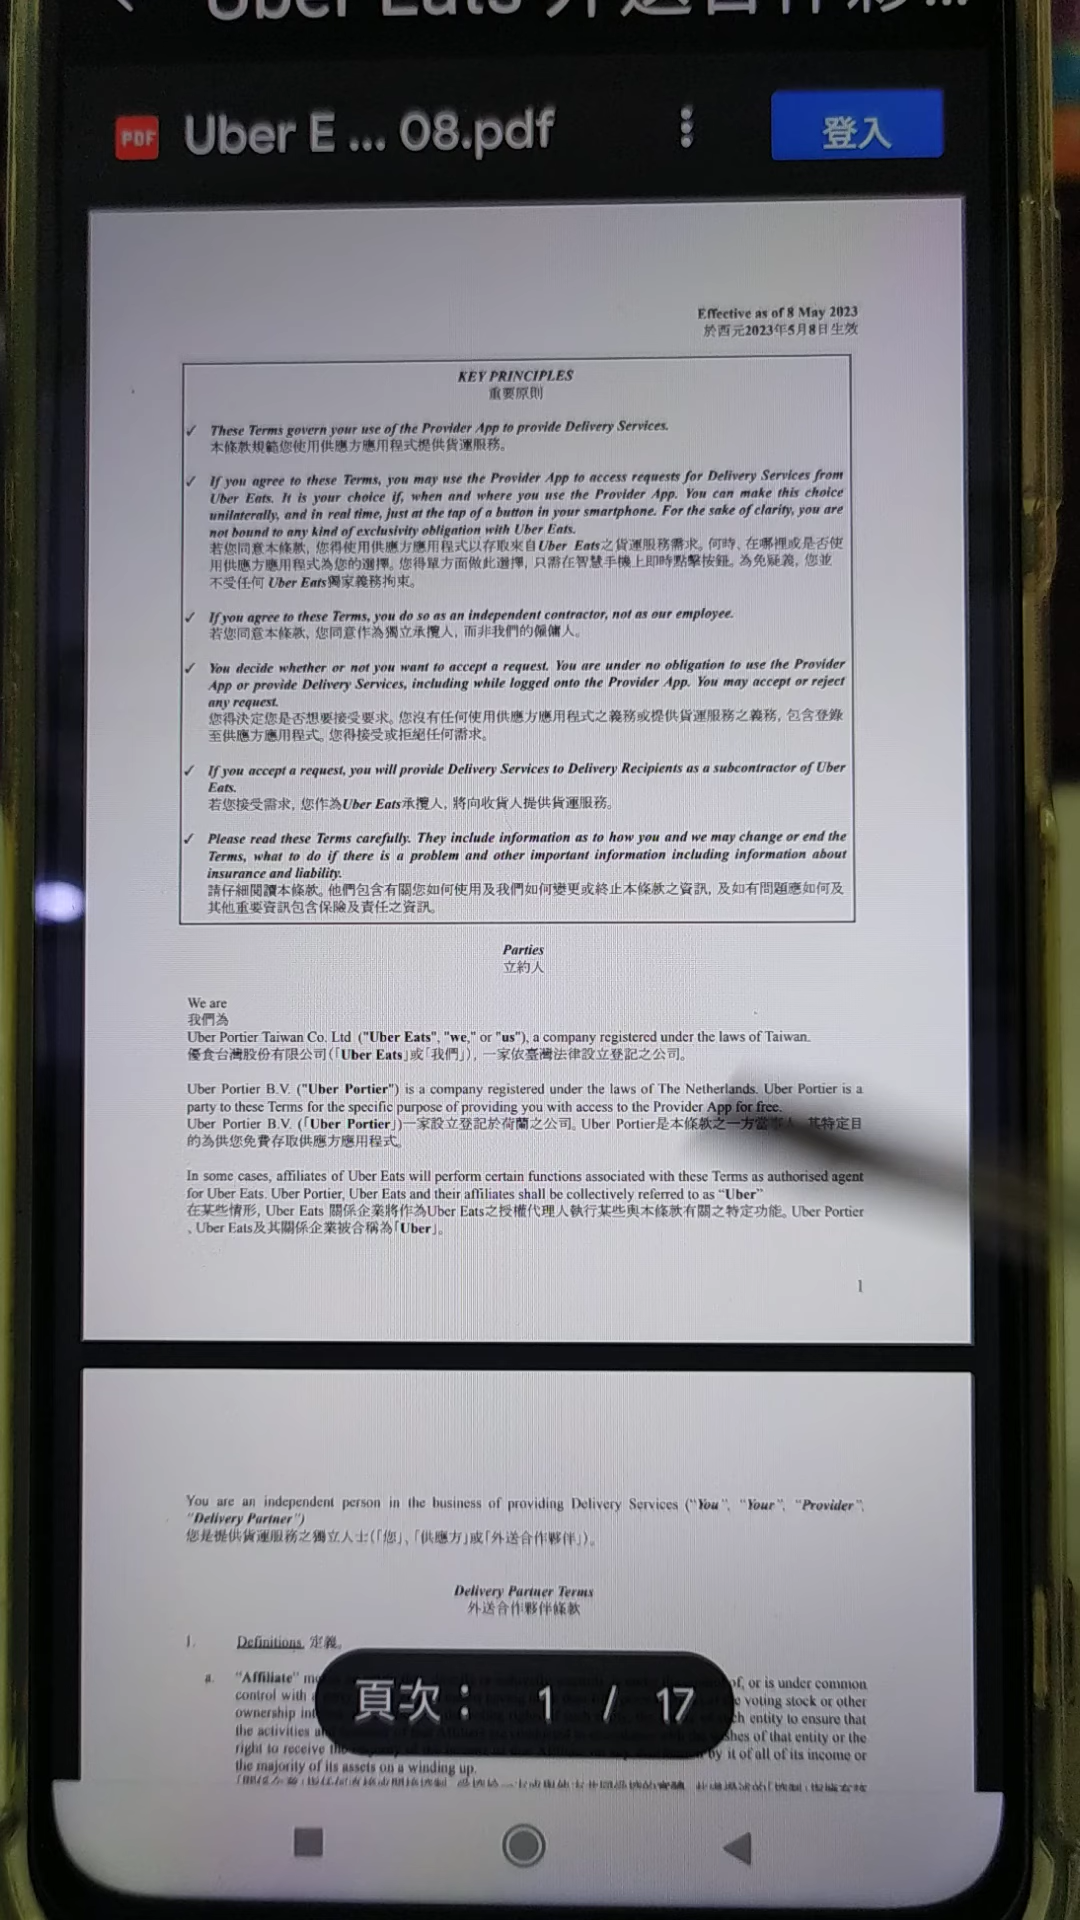 Uber Eats 外送合作夥...
PDF Uber E ... 08.pdf 登入
Effective as of 8 May 2023
於西元2023年5月8日生效
KEY PRINCIPLES
重要原則
✓ These Terms govern your use of the Provider App to provide Delivery Services.
本條款規範您使用供應方應用程式提供貨運服務。
✓ If you agree to these Terms, you may use the Provider App to access requests for Delivery Services from
Uber Eats. It is your choice if, when and where you use the Provider App. You can make this choice
unilaterally, and in real time, just at the tap of a button in your smartphone. For the sake of clarity, you are
not bound to any kind of exclusivity obligation with Uber Eats.
若您同意本條款, 您得使用供應方應用程式以存取來自Uber Eats之貨運服務需求。何時、在哪裡或是否使
用供應方應用程式為您的選擇。您得單方面做此選擇, 只需在智慧手機上即時點擊按鈕。為免疑義, 您並
不受任何 Uber Eats獨家義務拘束。
✓ If you agree to these Terms, you do so as an independent contractor, not as our employee.
若您同意本條款, 您同意作為獨立承攬人, 而非我們的僱傭人。
✓ You decide whether or not you want to accept a request. You are under no obligation to use the Provider
App or provide Delivery Services, including while logged onto the Provider App. You may accept or reject
any request.
您得決定您是否想要接受要求。您沒有任何使用供應方應用程式之義務或提供貨運服務之義務, 包含登錄
至供應方應用程式。您得接受或拒絕任何需求。
✓ If you accept a request, you will provide Delivery Services to Delivery Recipients as a subcontractor of Uber
Eats.
若您接受需求, 您作為Uber Eats承攬人, 將向收貨人提供貨運服務。
✓ Please read these Terms carefully. They include information as to how you and we may change or end the
Terms, what to do if there is a problem and other important information including information about
insurance and liability.
請仔細閱讀本條款。他們包含有關您如何使用及我們如何變更或終止本條款之資訊, 及如有問題應如何及
其他重要資訊包含保險及責任之資訊。
Parties
立約人
We are
我們為
Uber Portier Taiwan Co. Ltd ("Uber Eats", "we," or "us"), a company registered under the laws of Taiwan.
優食台灣股份有限公司(「Uber Eats」或「我們」), 一家依臺灣法律設立登記之公司。
Uber Portier B.V. ("Uber Portier") is a company registered under the laws of The Netherlands. Uber Portier is a
party to these Terms for the specific purpose of providing you with access to the Provider App for free.
Uber Portier B.V. (「Uber Portier」)一家設立登記於荷蘭之公司。Uber Portier是本條款之一方當事人, 其特定目
的為供您免費存取供應方應用程式。
In some cases, affiliates of Uber Eats will perform certain functions associated with these Terms as authorised agent
for Uber Eats. Uber Portier, Uber Eats and their affiliates shall be collectively referred to as “Uber”
在某些情形, Uber Eats 關係企業將作為Uber Eats之授權代理人執行某些與本條款有關之特定功能。Uber Portier
、Uber Eats及其關係企業被合稱為「Uber」。
1
You are an independent person in the business of providing Delivery Services (“You”, “Your”, “Provider”,
“Delivery Partner”)
您是提供貨運服務之獨立人士(「您」、「供應方」或「外送合作夥伴」)。
Delivery Partner Terms
外送合作夥伴條款
1. Definitions. 定義。
a. “Affiliate” of, or is under common
control with voting stock or other
ownership entity to ensure that
the activities of that entity or the
right to receive the by it of all of its income or
the majority of its assets on a winding up.
頁次: 1 / 17